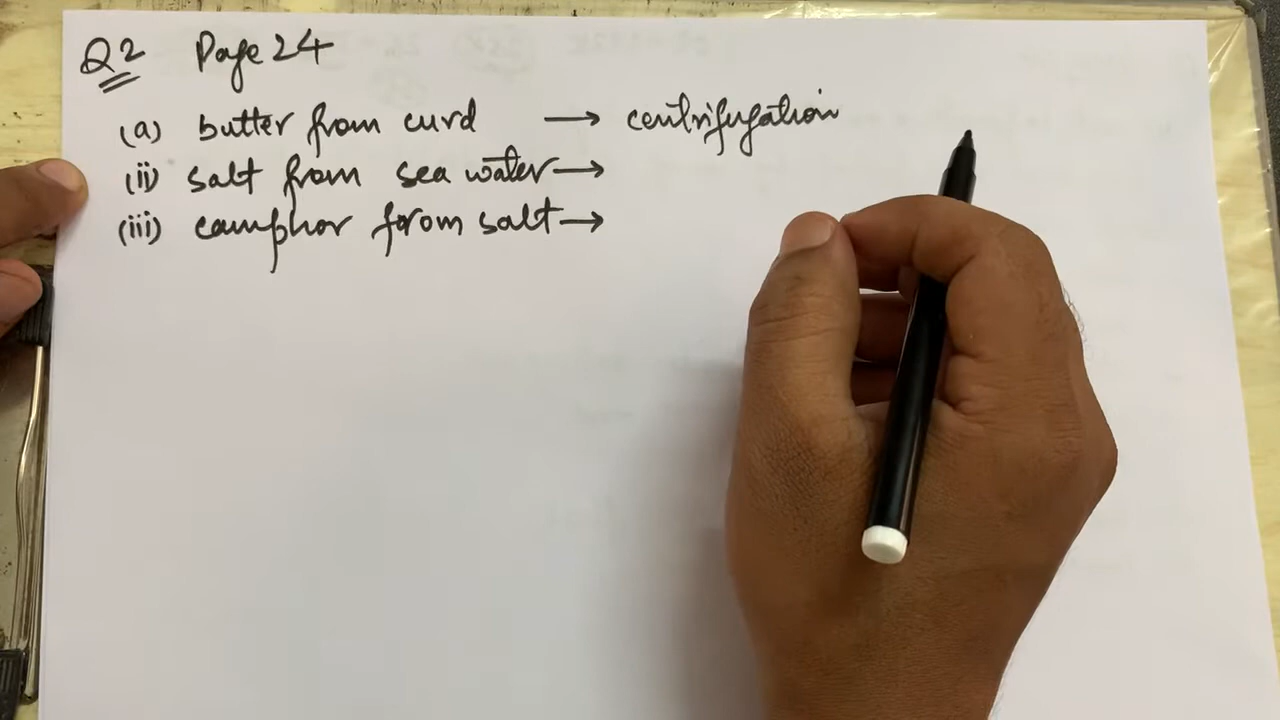 Q2 Page 24
(a) butter from curd → centrifugation
(ii) salt from sea water →
(iii) camphor from salt →